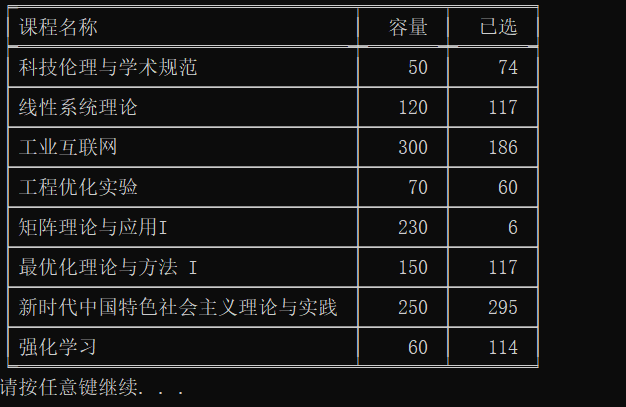 课程名称 容量 已选
科技伦理与学术规范 50 74
线性系统理论 120 117
工业互联网 300 186
工程优化实验 70 60
矩阵理论与应用I 230 6
最优化理论与方法 I 150 117
新时代中国特色社会主义理论与实践 250 295
强化学习 60 114
请按任意键继续. . .